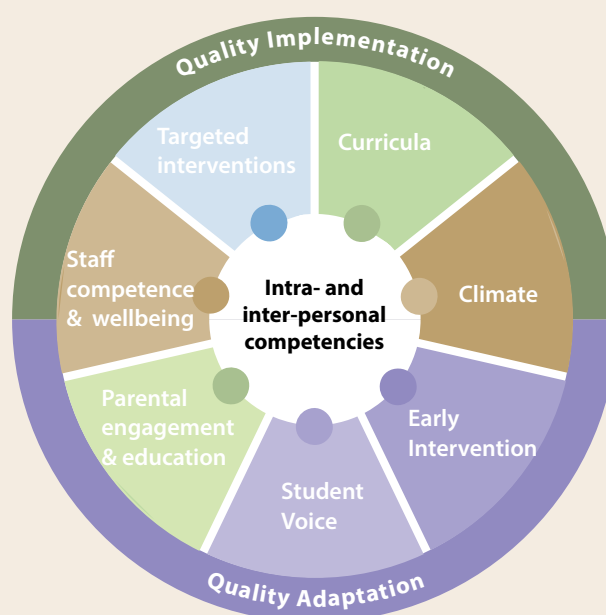 Quality Implementation
Targeted
interventions
Curricula
Staff
competence
& wellbeing
Intra- and
inter-personal
competencies
Climate
Parental
engagement
& education
Early
Intervention
Student
Voice
Quality Adaptation